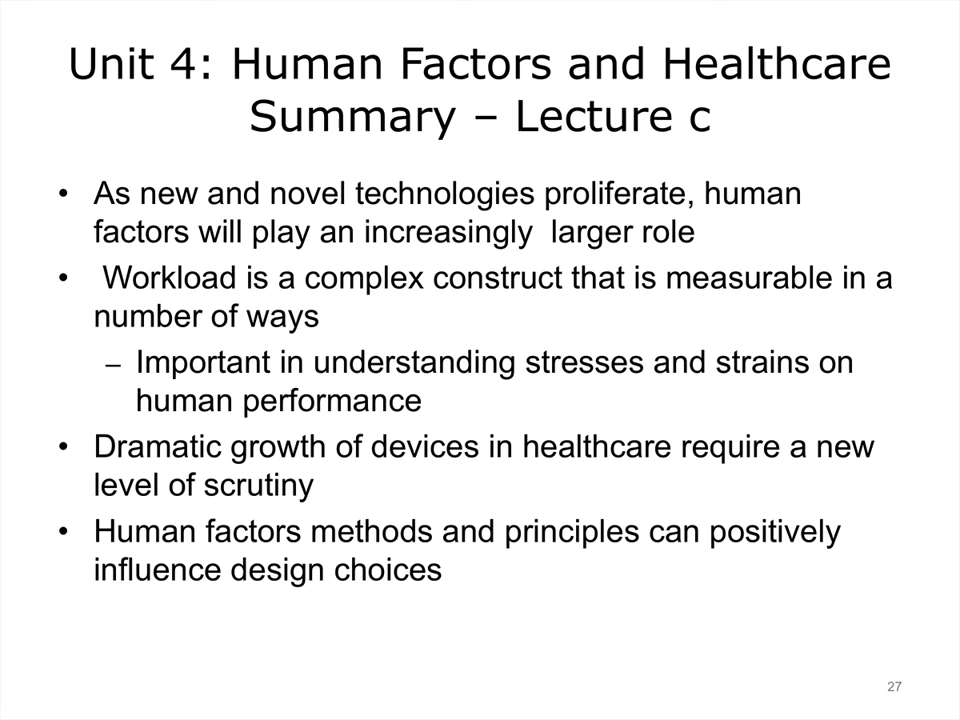 Unit 4: Human Factors and Healthcare
Summary – Lecture c
• As new and novel technologies proliferate, human
factors will play an increasingly  larger role
•  Workload is a complex construct that is measurable in a
number of ways
– Important in understanding stresses and strains on
human performance
• Dramatic growth of devices in healthcare require a new
level of scrutiny
• Human factors methods and principles can positively
influence design choices
27